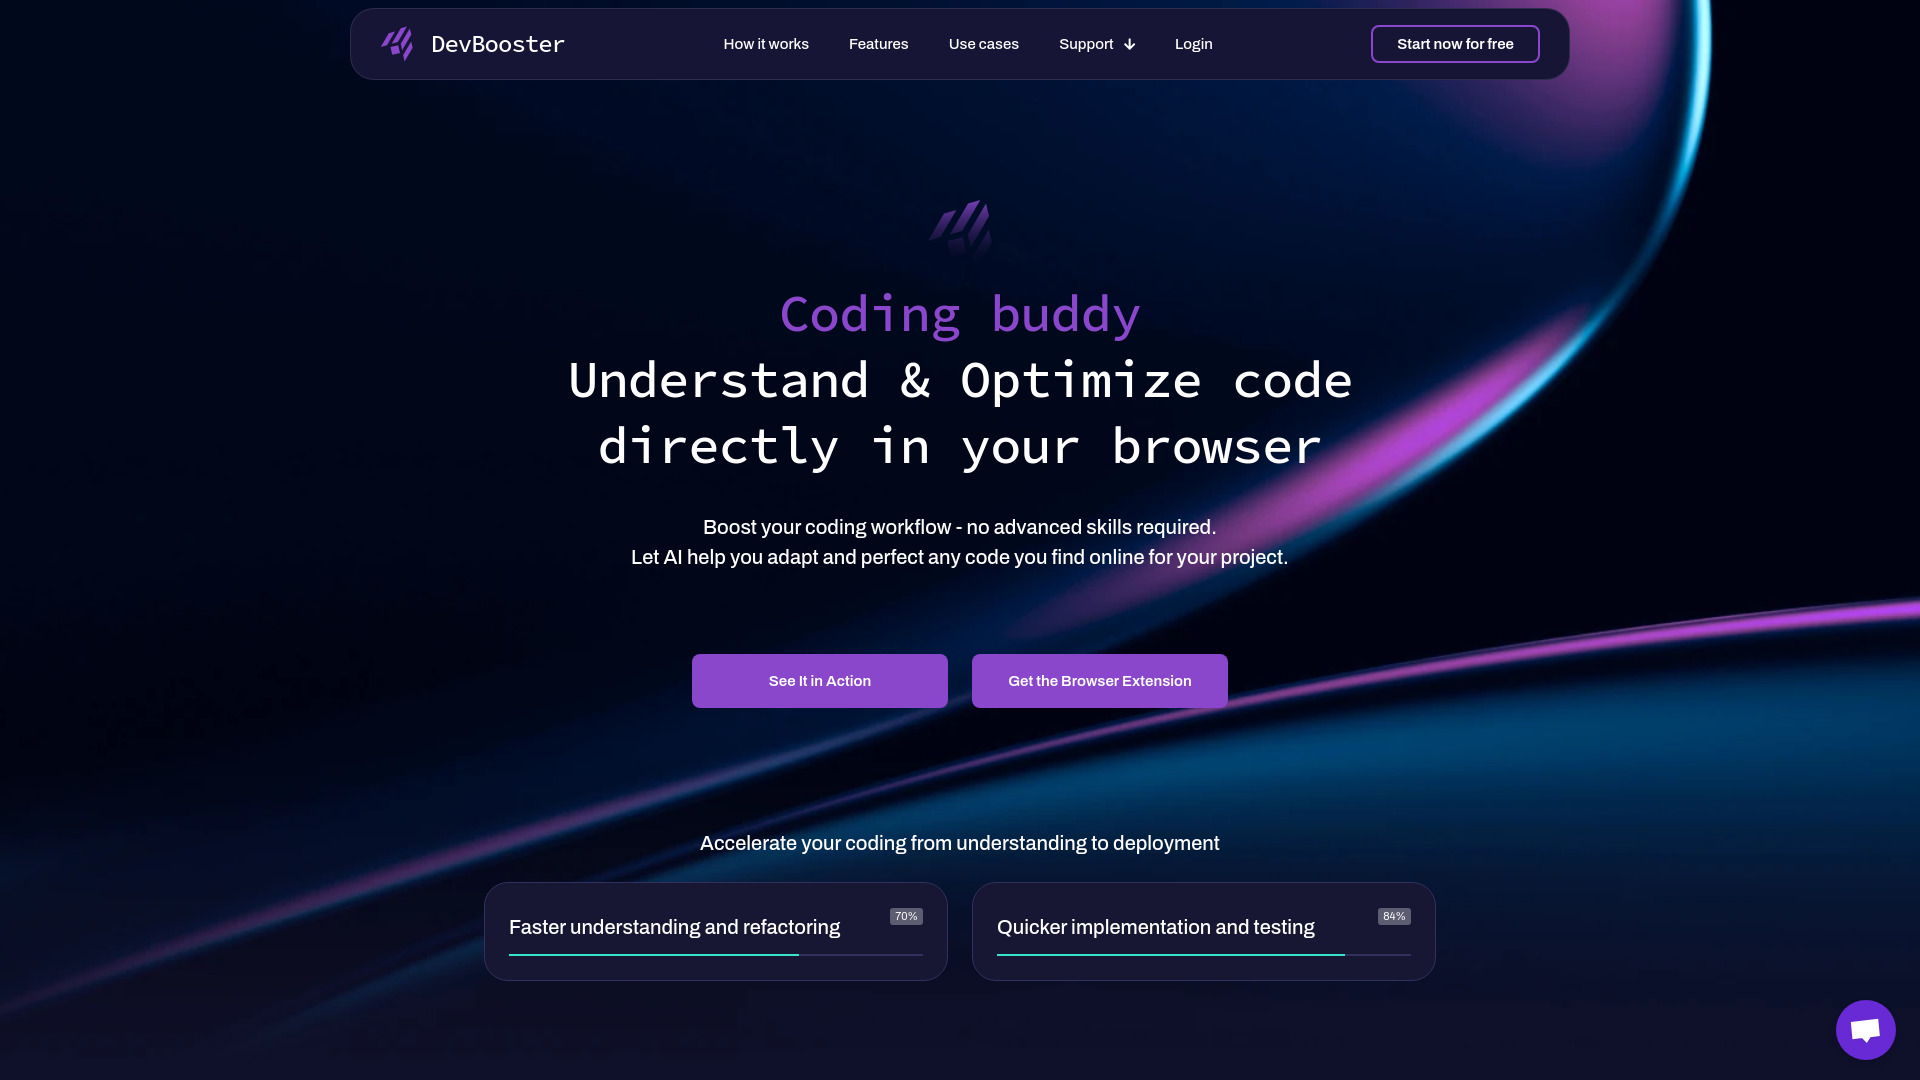 DevBooster
How it works
Features
Use cases
Support
Login
Start now for free
Coding buddy
Understand & Optimize code
directly in your browser
Boost your coding workflow - no advanced skills required.
Let AI help you adapt and perfect any code you find online for your project.
See It in Action
Get the Browser Extension
Accelerate your coding from understanding to deployment
Faster understanding and refactoring
70%
Quicker implementation and testing
84%